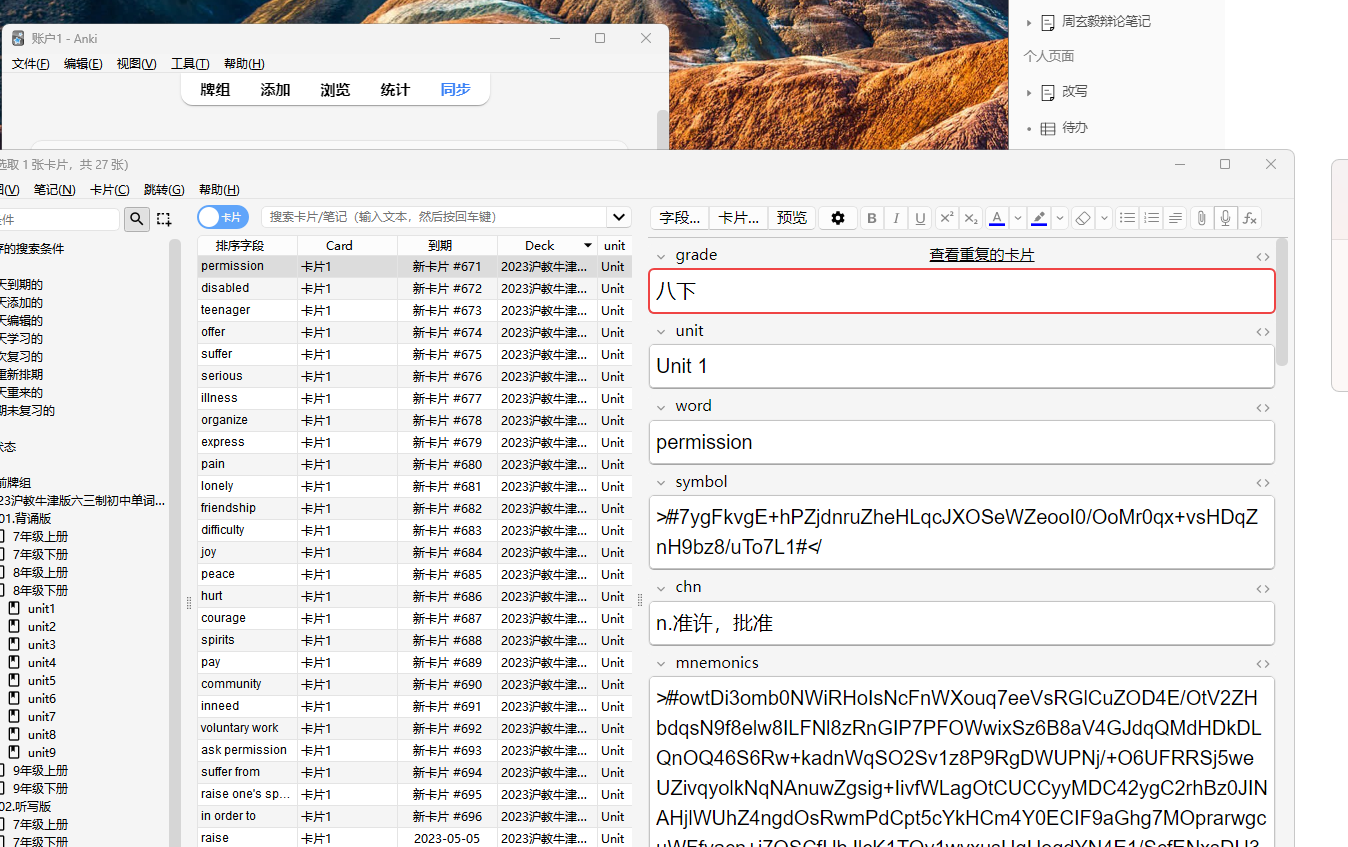 账户1 - Anki
文件(F) 编辑(E) 视图(V) 工具(T) 帮助(H)
牌组 添加 浏览 统计 同步
周玄毅辩论笔记
个人页面
改写
待办
选取 1 张卡片，共 27 张)
图(V) 笔记(N) 卡片(C) 跳转(G) 帮助(H)
条件
卡片
搜索卡片/笔记（输入文本，然后按回车键）
存的搜索条件
天到期的
天添加的
天编辑的
天学习的
次复习的
重新排期
天重来的
期未复习的
状态
前牌组
23沪教牛津版六三制初中单词...
01.背诵版
7年级上册
7年级下册
8年级上册
8年级下册
unit1
unit2
unit3
unit4
unit5
unit6
unit7
unit8
unit9
9年级上册
9年级下册
02.听写版
7年级上册
7年级下册
排序字段 Card 到期 Deck unit
permission 卡片1 新卡片 #671 2023沪教牛津... Unit
disabled 卡片1 新卡片 #672 2023沪教牛津... Unit
teenager 卡片1 新卡片 #673 2023沪教牛津... Unit
offer 卡片1 新卡片 #674 2023沪教牛津... Unit
suffer 卡片1 新卡片 #675 2023沪教牛津... Unit
serious 卡片1 新卡片 #676 2023沪教牛津... Unit
illness 卡片1 新卡片 #677 2023沪教牛津... Unit
organize 卡片1 新卡片 #678 2023沪教牛津... Unit
express 卡片1 新卡片 #679 2023沪教牛津... Unit
pain 卡片1 新卡片 #680 2023沪教牛津... Unit
lonely 卡片1 新卡片 #681 2023沪教牛津... Unit
friendship 卡片1 新卡片 #682 2023沪教牛津... Unit
difficulty 卡片1 新卡片 #683 2023沪教牛津... Unit
joy 卡片1 新卡片 #684 2023沪教牛津... Unit
peace 卡片1 新卡片 #685 2023沪教牛津... Unit
hurt 卡片1 新卡片 #686 2023沪教牛津... Unit
courage 卡片1 新卡片 #687 2023沪教牛津... Unit
spirits 卡片1 新卡片 #688 2023沪教牛津... Unit
pay 卡片1 新卡片 #689 2023沪教牛津... Unit
community 卡片1 新卡片 #690 2023沪教牛津... Unit
inneed 卡片1 新卡片 #691 2023沪教牛津... Unit
voluntary work 卡片1 新卡片 #692 2023沪教牛津... Unit
ask permission 卡片1 新卡片 #693 2023沪教牛津... Unit
suffer from 卡片1 新卡片 #694 2023沪教牛津... Unit
raise one's sp... 卡片1 新卡片 #695 2023沪教牛津... Unit
in order to 卡片1 新卡片 #696 2023沪教牛津... Unit
raise 卡片1 2023-05-05 2023沪教牛津... Unit
字段... 卡片... 预览 B I U x² x₂ A fx
grade 查看重复的卡片 <>
八下
unit <>
Unit 1
word <>
permission
symbol <>
>#7ygFkvgE+hPZjdnruZheHLqcJXOSeWZeooI0/OoMr0qx+vsHDqZ
nH9bz8/uTo7L1#</
chn <>
n.准许，批准
mnemonics <>
>#owtDi3omb0NWiRHoIsNcFnWXouq7eeVsRGlCuZOD4E/OtV2ZH
bdqsN9f8elw8ILFNl8zRnGIP7PFOWwixSz6B8aV4GJdqQMdHDkDL
QnOQ46S6Rw+kadnWqSO2Sv1z8P9RgDWUPNj/+O6UFRRSj5we
UZivqyolkNqNAnuwZgsig+IivfWLagOtCUCCyyMDC42ygC2rhBz0JIN
AHjlWUhZ4ngdOsRwmPdCpt5cYkHCm4Y0ECIF9aGhg7MOprarwgc